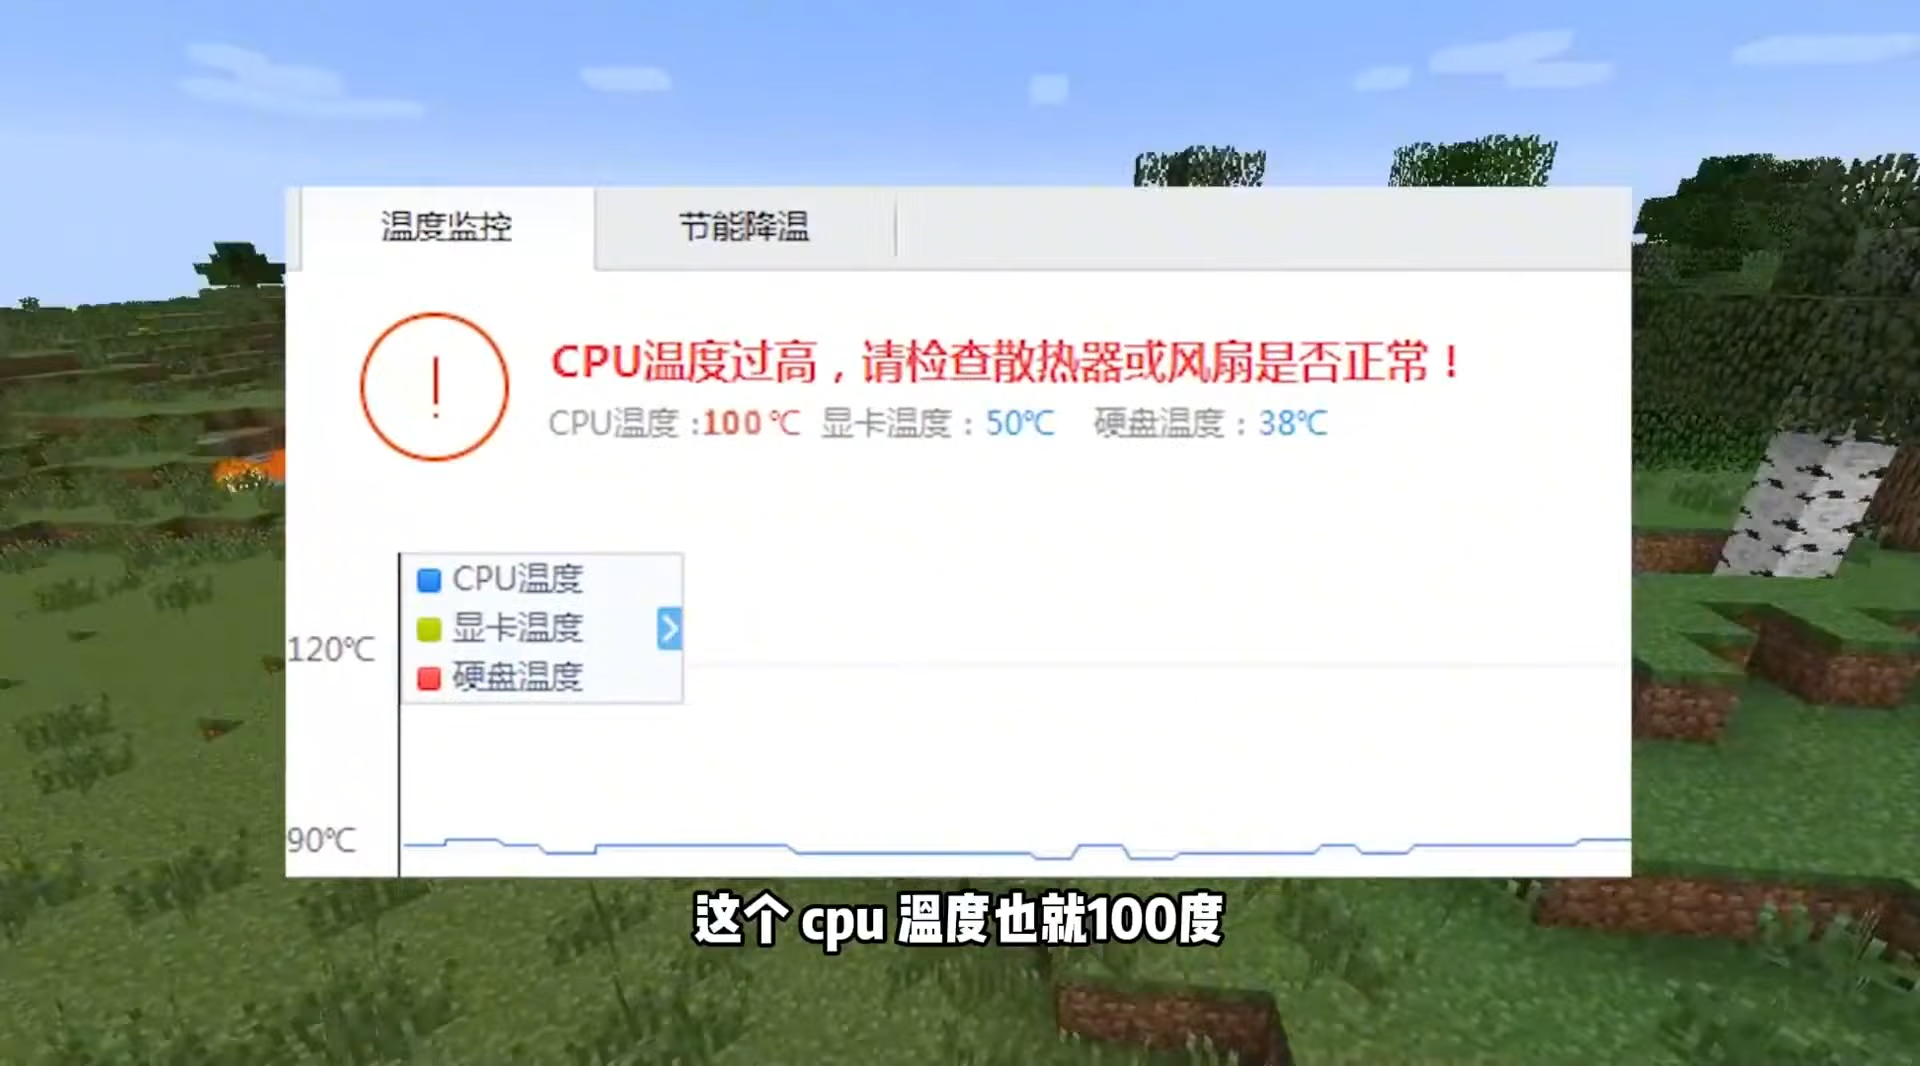 温度监控 节能降温
CPU温度过高，请检查散热器或风扇是否正常！
CPU温度：100℃ 显卡温度：50℃ 硬盘温度：38℃
CPU温度
显卡温度
硬盘温度
120℃
90℃
这个 cpu 溫度也就100度